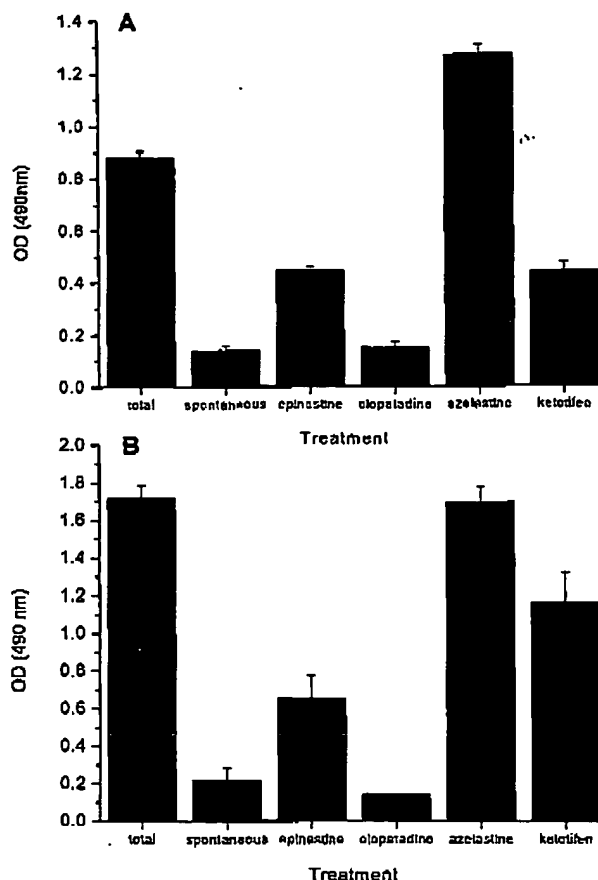 A
1.4
1.2
1.0
0.8
0.6
0.4
0.2
0.0
OD (490nm)
total spontaneous epinastine olopatadine azelastine ketotifen
Treatment
B
2.0
1.8
1.6
1.4
1.2
1.0
0.8
0.6
0.4
0.2
0.0
OD (490 nm)
total spontaneous epinastine olopatadine azelastine ketotifen
Treatment